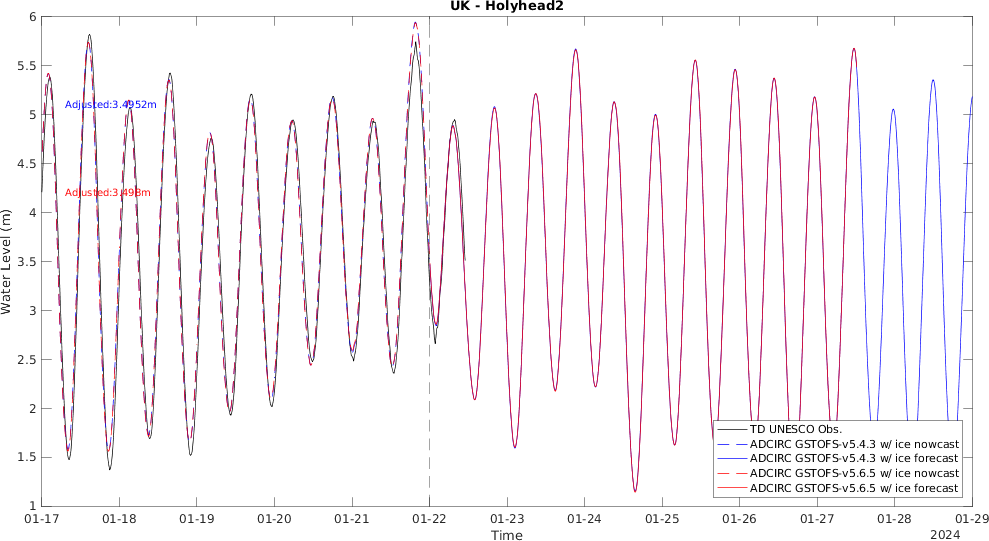 UK - Holyhead2
6
5.5
5
4.5
4
3.5
3
2.5
2
1.5
1
Water Level (m)
Adjusted:3.4952m
Adjusted:3.493m
TD UNESCO Obs.
ADCIRC GSTOFS-v5.4.3 w/ ice nowcast
ADCIRC GSTOFS-v5.4.3 w/ ice forecast
ADCIRC GSTOFS-v5.6.5 w/ ice nowcast
ADCIRC GSTOFS-v5.6.5 w/ ice forecast
01-17 01-18 01-19 01-20 01-21 01-22 01-23 01-24 01-25 01-26 01-27 01-28 01-29
Time
2024